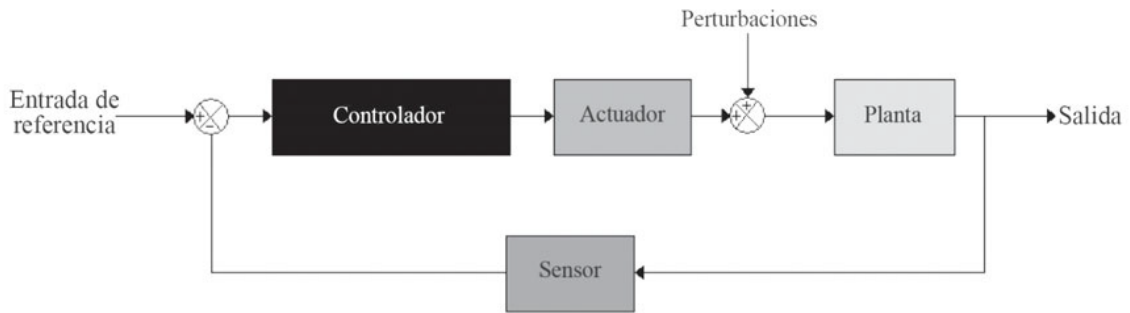 Perturbaciones
Entrada de
referencia
+
−
Controlador
Actuador
+
+
Planta
Salida
Sensor